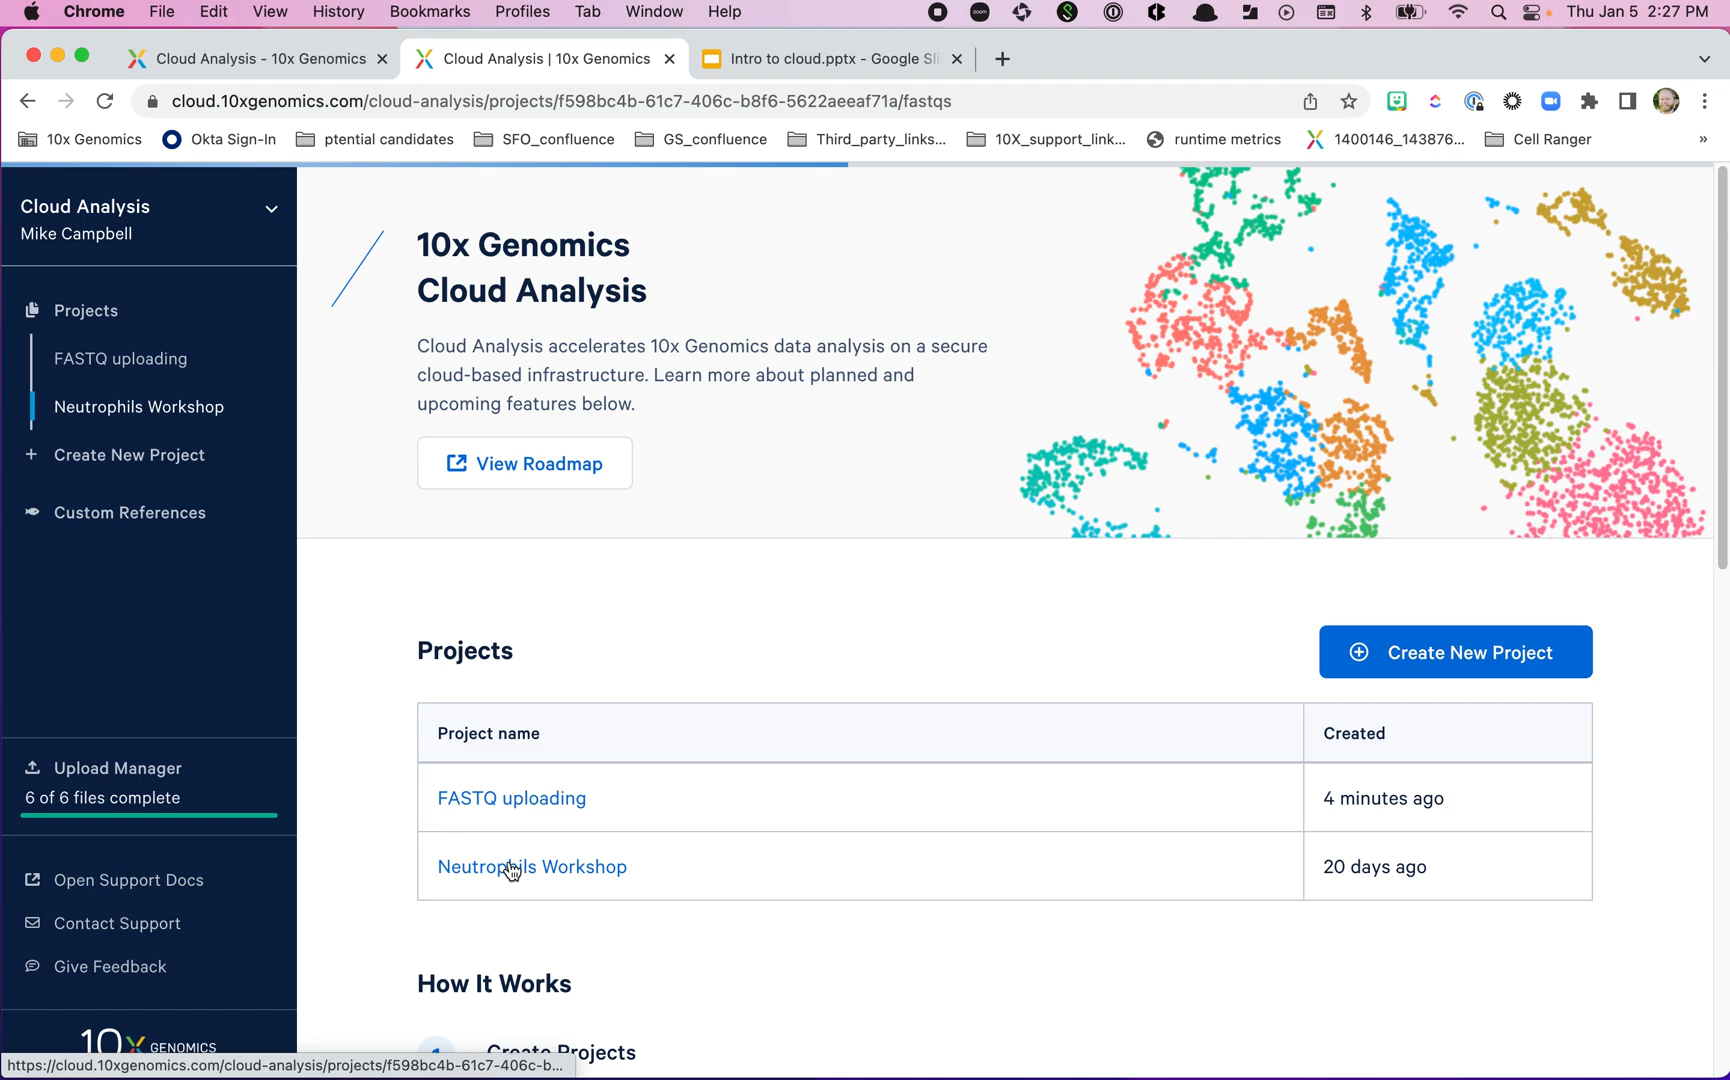 Chrome File Edit View History Bookmarks Profiles Tab Window Help zoom Thu Jan 5 2:27 PM
Cloud Analysis - 10x Genomics Cloud Analysis | 10x Genomics Intro to cloud.pptx - Google Sli
cloud.10xgenomics.com/cloud-analysis/projects/f598bc4b-61c7-406c-b8f6-5622aeeaf71a/fastqs
10x Genomics Okta Sign-In ptential candidates SFO_confluence GS_confluence Third_party_links... 10X_support_link... runtime metrics 1400146_143876... Cell Ranger »
Cloud Analysis
Mike Campbell
Projects
FASTQ uploading
Neutrophils Workshop
+ Create New Project
Custom References
Upload Manager
6 of 6 files complete
Open Support Docs
Contact Support
Give Feedback
10X GENOMICS
10x Genomics
Cloud Analysis
Cloud Analysis accelerates 10x Genomics data analysis on a secure
cloud-based infrastructure. Learn more about planned and
upcoming features below.
View Roadmap
Projects
Create New Project
Project name Created
FASTQ uploading 4 minutes ago
Neutrophils Workshop 20 days ago
How It Works
1 Create Projects
https://cloud.10xgenomics.com/cloud-analysis/projects/f598bc4b-61c7-406c-b...